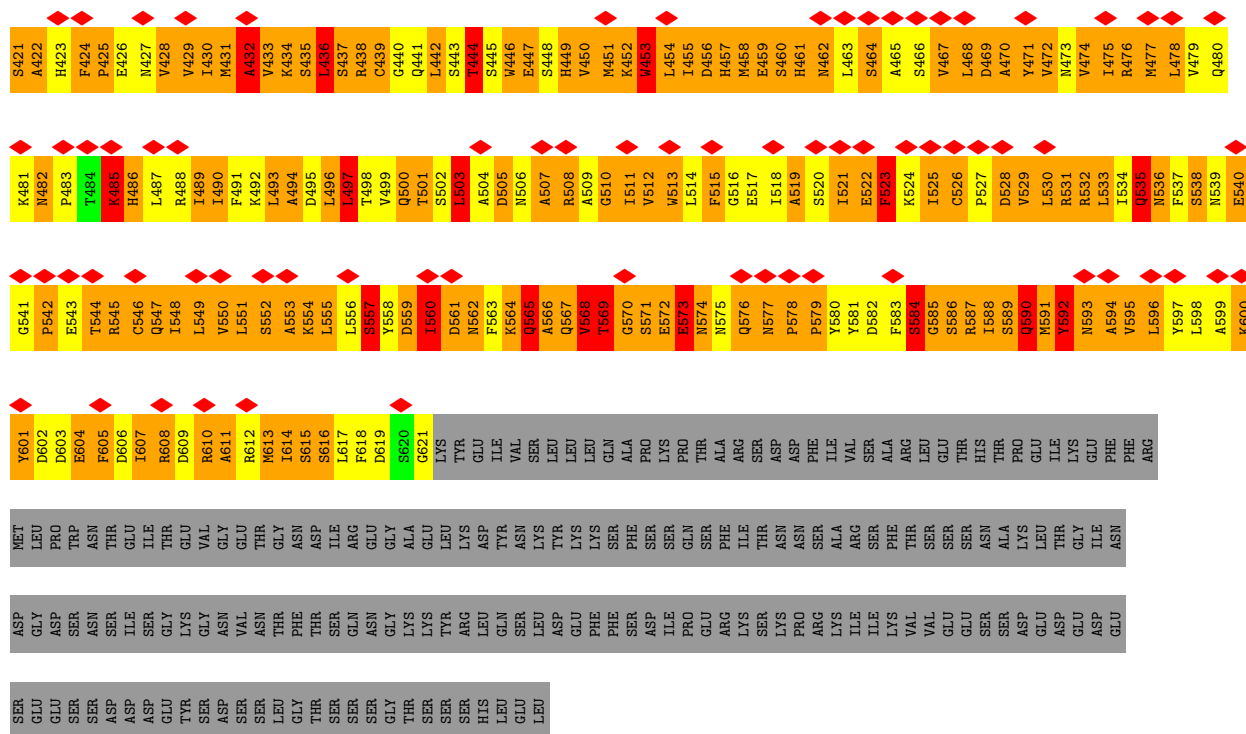 S421 A422 H423 F424 P425 E426 N427 V428 V429 I430 M431 A432 V433 K434 S435 L436 S437 R438 C439 G440 Q441 L442 S443 T444 S445 W446 E447 S448 H449 V450 M451 K452 W453 L454 I455 D456 H457 M458 E459 S460 H461 N462 L463 S464 A465 S466 V467 L468 D469 A470 Y471 V472 N473 V474 I475 R476 M477 L478 V479 Q480
K481 N482 P483 T484 K485 H486 L487 R488 I489 I490 F491 K492 L493 A494 D495 L496 L497 T498 V499 Q500 T501 S502 L503 A504 D505 N506 A507 R508 A509 G510 I511 V512 W513 L514 F515 G516 E517 I518 A519 S520 I521 E522 F523 K524 I525 C526 P527 D528 V529 L530 R531 R532 L533 I534 Q535 N536 F537 S538 N539 E540
G541 P542 E543 T544 R545 C546 Q547 I548 L549 V550 L551 S552 A553 K554 L555 L556 S557 Y558 D559 I560 D561 N562 F563 K564 Q565 A566 Q567 V568 T569 G570 S571 E572 E573 N574 N575 Q576 N577 P578 P579 Y580 Y581 D582 F583 S584 G585 S586 R587 I588 S589 Q590 M591 Y592 N593 A594 V595 L596 Y597 L598 A599 K600
Y601 D602 D603 E604 F605 D606 I607 R608 D609 R610 A611 R612 M613 I614 S615 S616 L617 F618 D619 S620 G621 LYS TYR GLU ILE VAL SER LEU LEU LEU GLN ALA PRO LYS PRO THR ALA ARG SER ASP ASP PHE ILE VAL SER ALA ARG LEU GLU THR HIS THR PRO GLU ILE LYS GLU PHE PHE ARG
MET LEU PRO TRP ASN THR GLU ILE THR GLU VAL GLY GLU THR GLY ASN ASP ILE ARG GLU GLY ALA GLU LEU LYS ASP TYR ASN LYS TYR LYS LYS SER PHE SER SER GLN SER PHE ILE THR ASN ASN SER ALA ARG SER PHE THR SER SER SER ASN ALA LYS LEU THR GLY ILE ASN
ASP GLY ASP SER ASN SER ILE SER GLY LYS GLY ASN VAL ASN THR PHE THR SER GLN ASN GLY LYS LYS TYR ARG LEU GLN SER LEU ASP GLU PHE PHE SER ASP ILE PRO GLU ARG LYS SER LYS PRO ARG LYS ILE ILE LYS VAL VAL GLU GLU SER SER ASP GLU ASP GLU ASP GLU
SER GLU GLU SER SER ASP ASP ASP GLU TYR SER ASP SER SER LEU GLY THR SER SER SER GLY THR SER SER SER HIS LEU GLU LEU